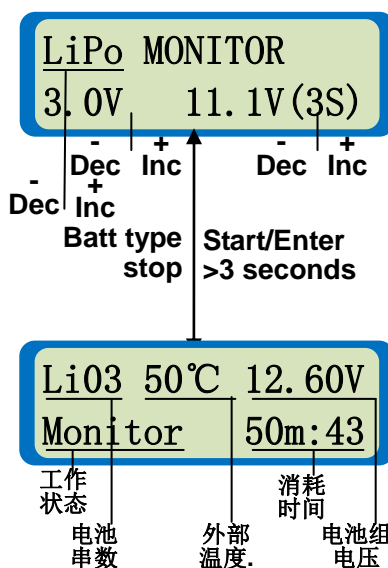 LiPo MONITOR
3.0V 11.1V(3S)
- + - +
Dec Inc Dec Inc
- +
Dec Inc
Batt type Start/Enter
stop >3 seconds
Li03 50℃ 12.60V
Monitor 50m:43
工作 消耗
状态 时间
电池 外部 电池组
串数 温度. 电压